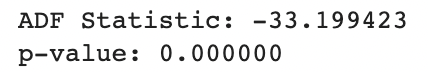 ADF Statistic: -33.199423
p-value: 0.000000